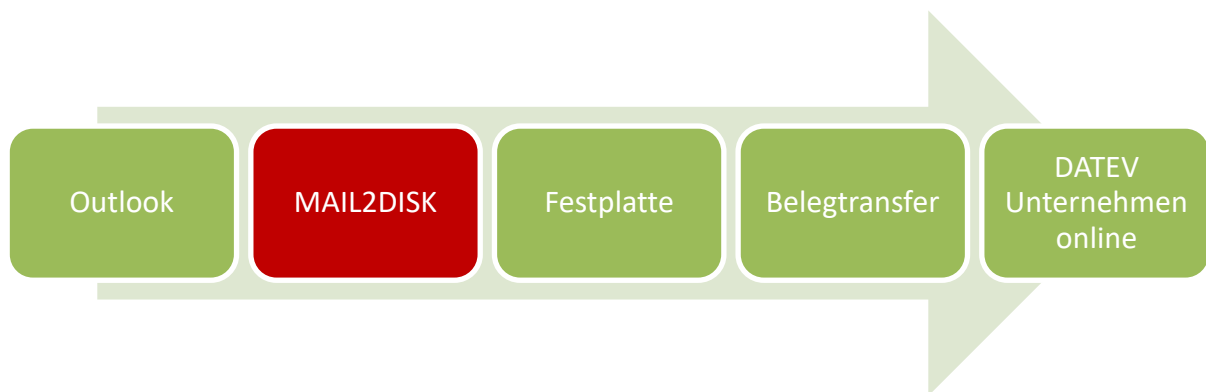 Outlook
MAIL2DISK
Festplatte
Belegtransfer
DATEV
Unternehmen
online